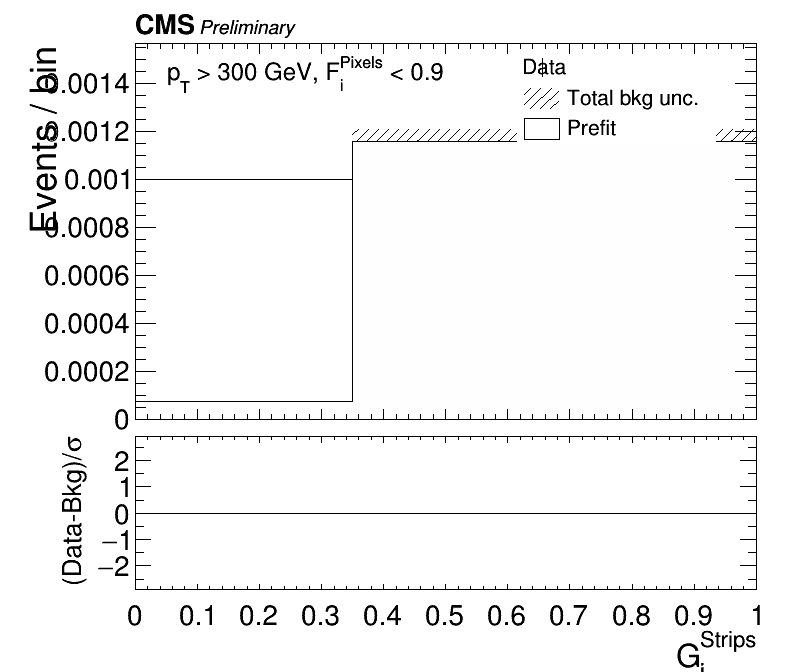 CMS Preliminary
Events / bin
p_T > 300 GeV, F_i^Pixels < 0.9
Data
Total bkg unc.
Prefit
0.0014
0.0012
0.001
0.0008
0.0006
0.0004
0.0002
0
(Data-Bkg)/σ
2
1
0
−1
−2
0 0.1 0.2 0.3 0.4 0.5 0.6 0.7 0.8 0.9 1
G_i^Strips